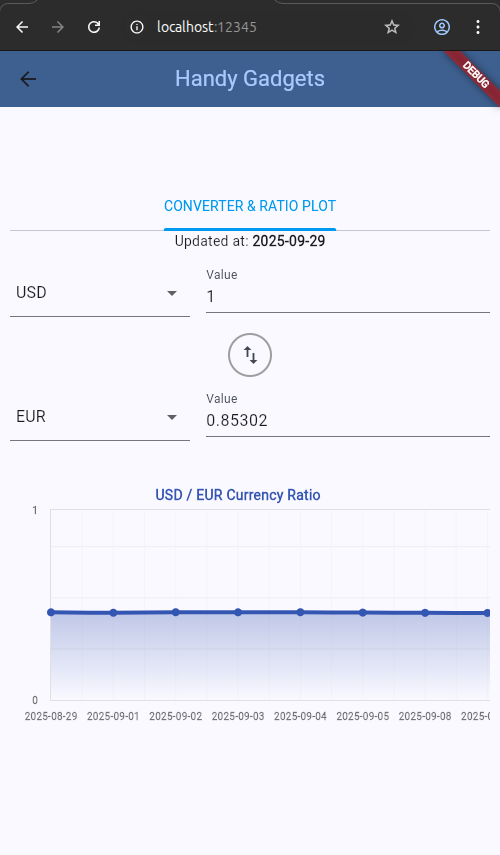 localhost:12345
Handy Gadgets
DEBUG
CONVERTER & RATIO PLOT
Updated at: 2025-09-29
Value
USD
1
Value
EUR
0.85302
USD / EUR Currency Ratio
1
0
2025-08-29 2025-09-01 2025-09-02 2025-09-03 2025-09-04 2025-09-05 2025-09-08 2025-0